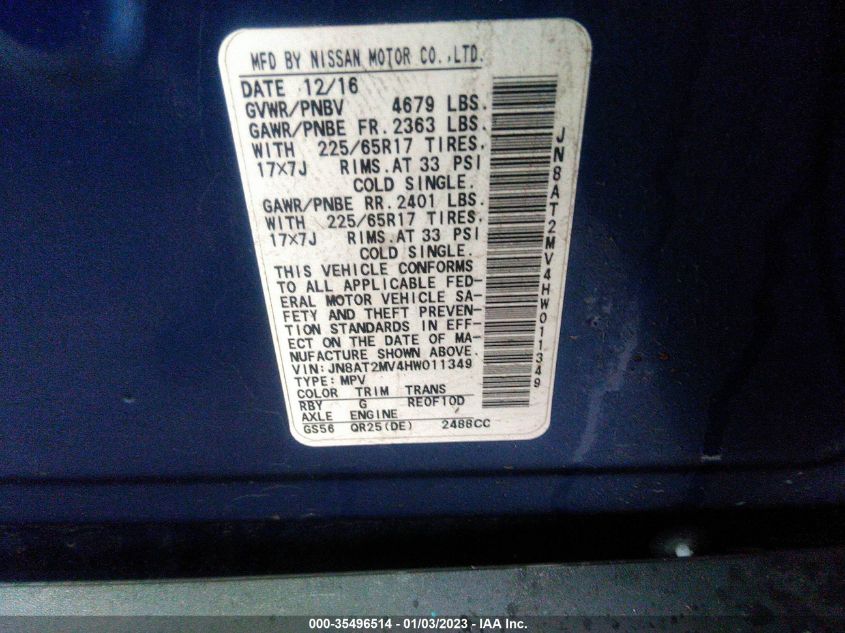 MFD BY NISSAN MOTOR CO.,LTD.
DATE 12/16
GVWR/PNBV 4679 LBS.
GAWR/PNBE FR. 2363 LBS.
WITH 225/65R17 TIRES.
17×7J RIMS.AT 33 PSI
COLD SINGLE.
GAWR/PNBE RR. 2401 LBS.
WITH 225/65R17 TIRES.
17×7J RIMS.AT 33 PSI
COLD SINGLE.
THIS VEHICLE CONFORMS
TO ALL APPLICABLE FED-
ERAL MOTOR VEHICLE SA-
FETY AND THEFT PREVEN-
TION STANDARDS IN EFF-
ECT ON THE DATE OF MA-
NUFACTURE SHOWN ABOVE.
VIN:JN8AT2MV4HW011349
TYPE:MPV
COLOR TRIM TRANS
RBY G RE0F10D
AXLE ENGINE
GS56 QR25(DE) 2488CC
JN8AT2MV4HW011349
000-35496514 - 01/03/2023 - © IAA Inc.